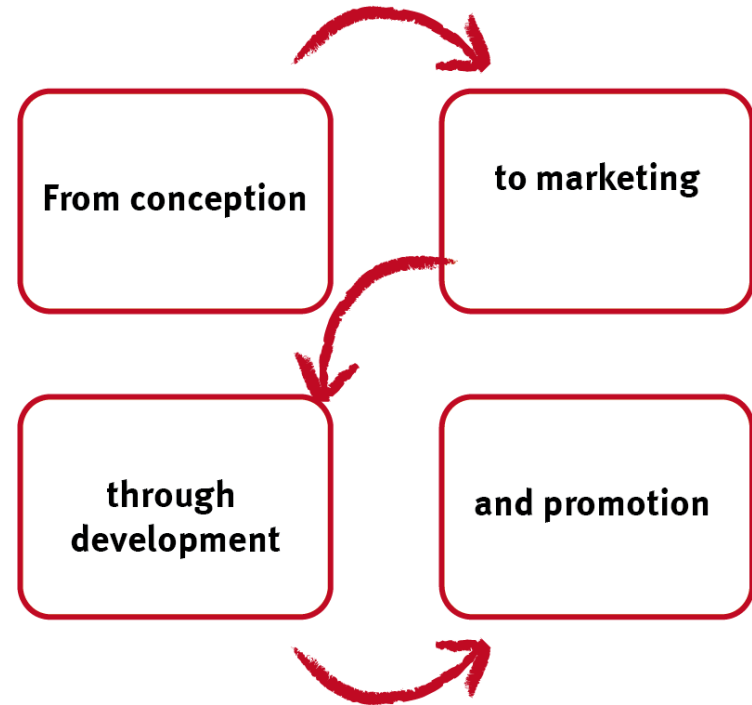 From conception
to marketing
through
development
and promotion